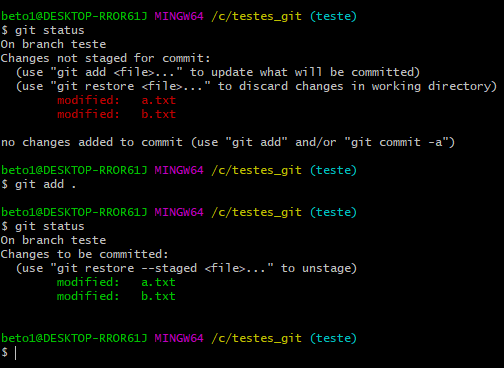 beto1@DESKTOP-RROR61J MINGW64 /c/testes_git (teste)
$ git status
On branch teste
Changes not staged for commit:
  (use "git add <file>..." to update what will be committed)
  (use "git restore <file>..." to discard changes in working directory)
        modified:   a.txt
        modified:   b.txt

no changes added to commit (use "git add" and/or "git commit -a")

beto1@DESKTOP-RROR61J MINGW64 /c/testes_git (teste)
$ git add .

beto1@DESKTOP-RROR61J MINGW64 /c/testes_git (teste)
$ git status
On branch teste
Changes to be committed:
  (use "git restore --staged <file>..." to unstage)
        modified:   a.txt
        modified:   b.txt

beto1@DESKTOP-RROR61J MINGW64 /c/testes_git (teste)
$